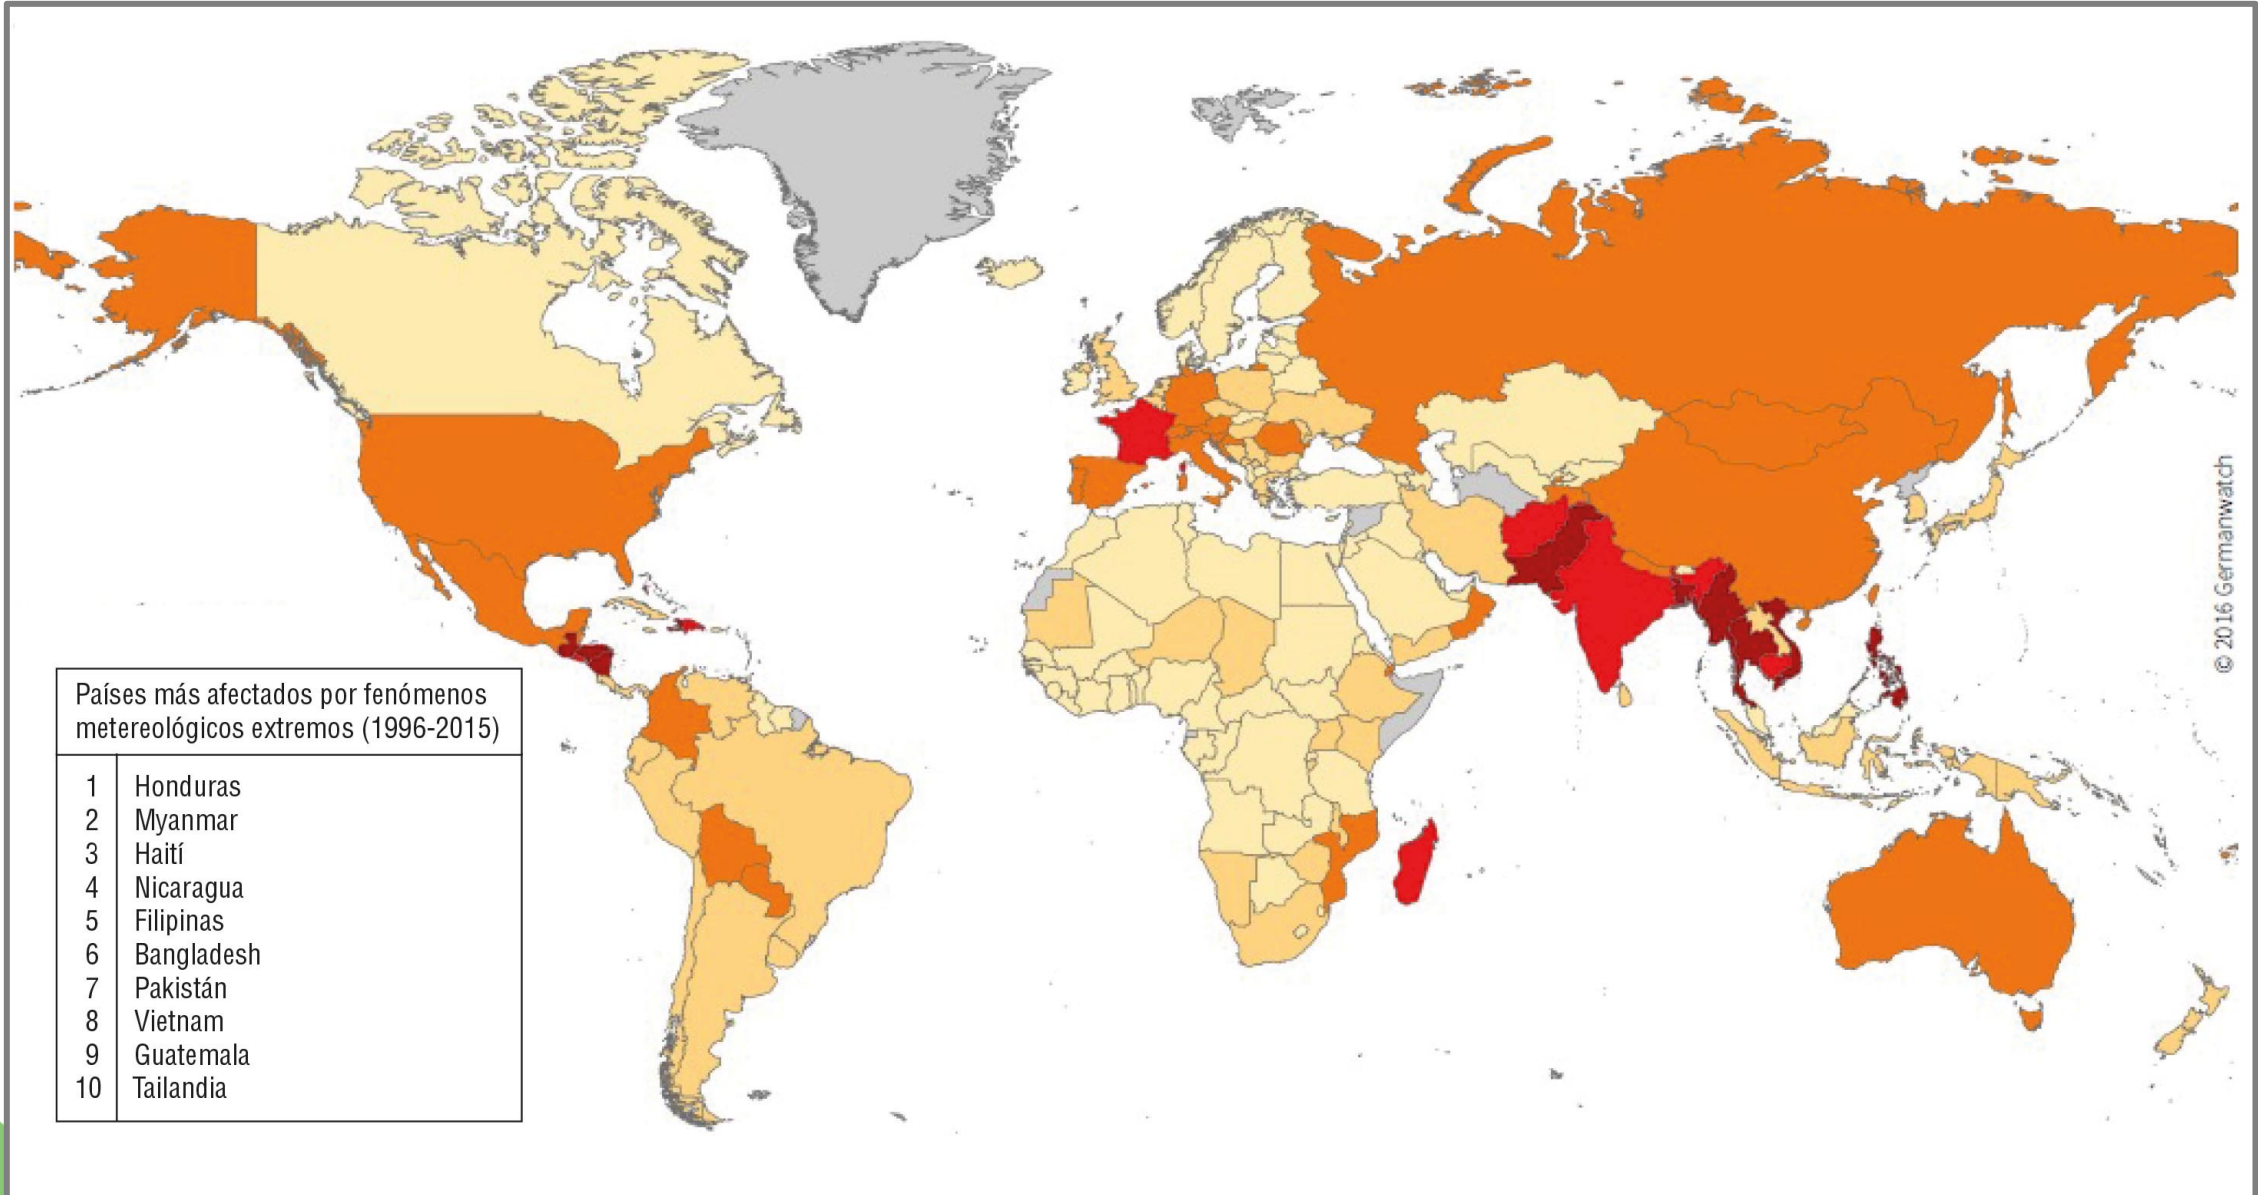 Países más afectados por fenómenos
metereológicos extremos (1996-2015)
1 Honduras
2 Myanmar
3 Haití
4 Nicaragua
5 Filipinas
6 Bangladesh
7 Pakistán
8 Vietnam
9 Guatemala
10 Tailandia
© 2016 Germanwatch